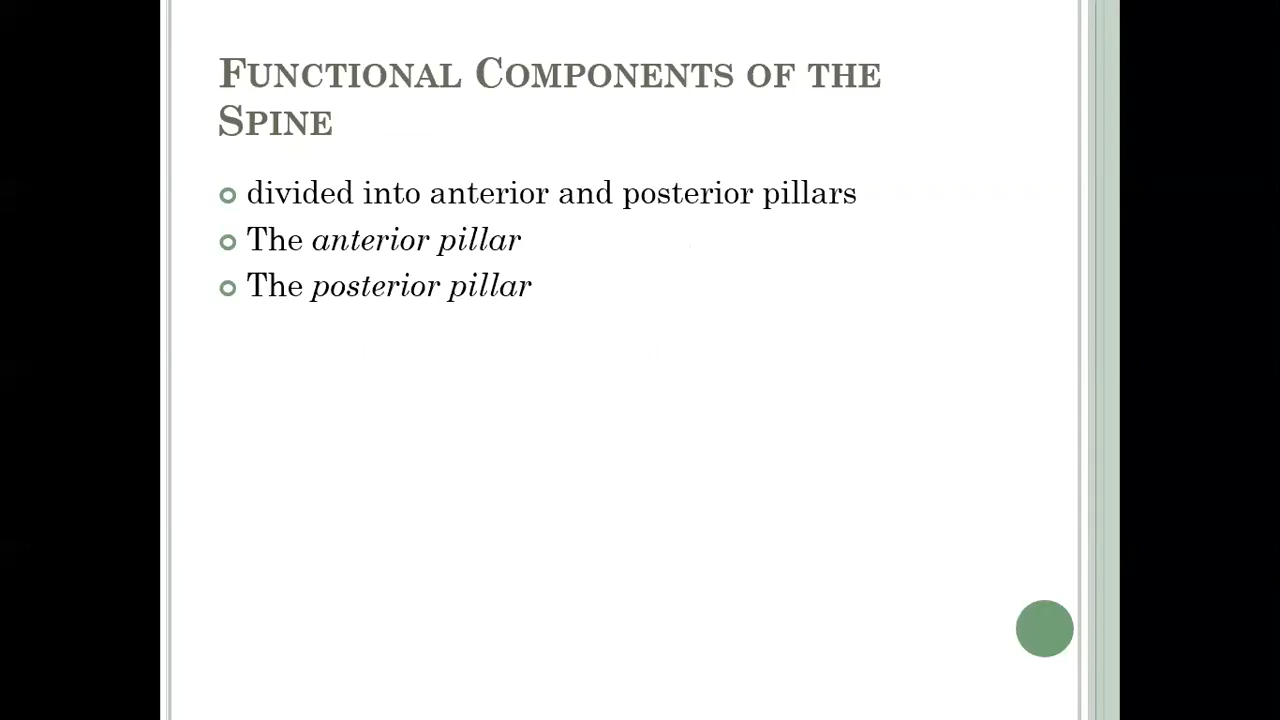 Functional Components of the
Spine
divided into anterior and posterior pillars
The anterior pillar
The posterior pillar